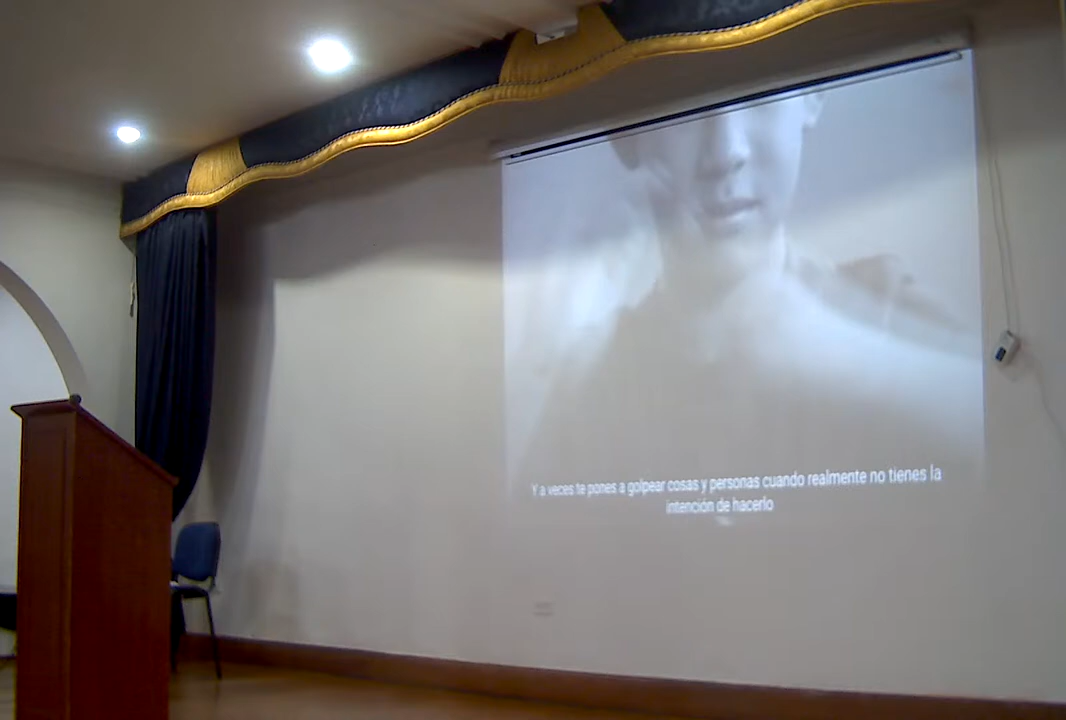 Y a veces te pones a golpear cosas y personas cuando realmente no tienes la
intención de hacerlo